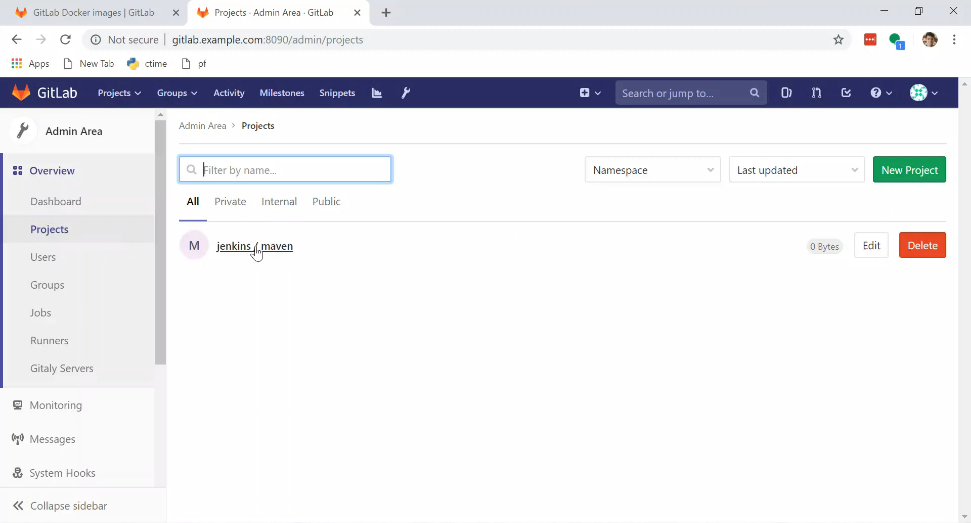 GitLab Docker images | GitLab
Projects · Admin Area · GitLab
Not secure | gitlab.example.com:8090/admin/projects
1
Apps New Tab ctime pf
GitLab Projects Groups Activity Milestones Snippets Search or jump to...
Admin Area
Admin Area > Projects
Overview
Filter by name...
Namespace
Last updated
New Project
Dashboard
All Private Internal Public
Projects
M jenkins / maven
0 Bytes
Edit
Delete
Users
Groups
Jobs
Runners
Gitaly Servers
Monitoring
Messages
System Hooks
Collapse sidebar